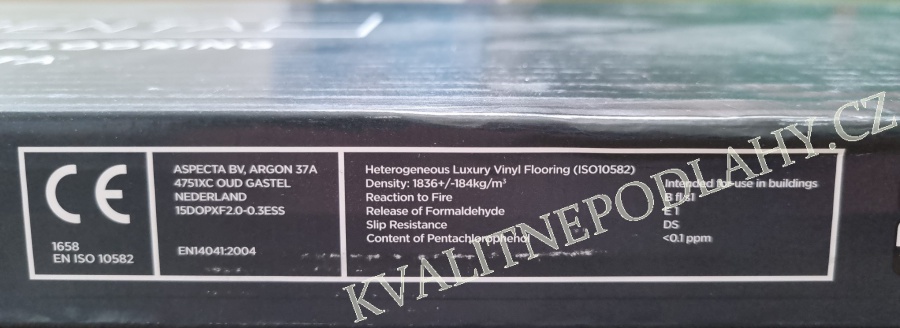 CE
1658
EN ISO 10582
ASPECTA BV, ARGON 37A
4751XC OUD GASTEL
NEDERLAND
15DOPXF2.0-0.3ESS
EN14041:2004
Heterogeneous Luxury Vinyl Flooring (ISO10582)
Density: 1836+/-184kg/m³ Intended for use in buildings
Reaction to Fire B fl/s1
Release of Formaldehyde E 1
Slip Resistance DS
Content of Pentachlorophenol <0.1 ppm
KVALITNEPODLAHY.CZ